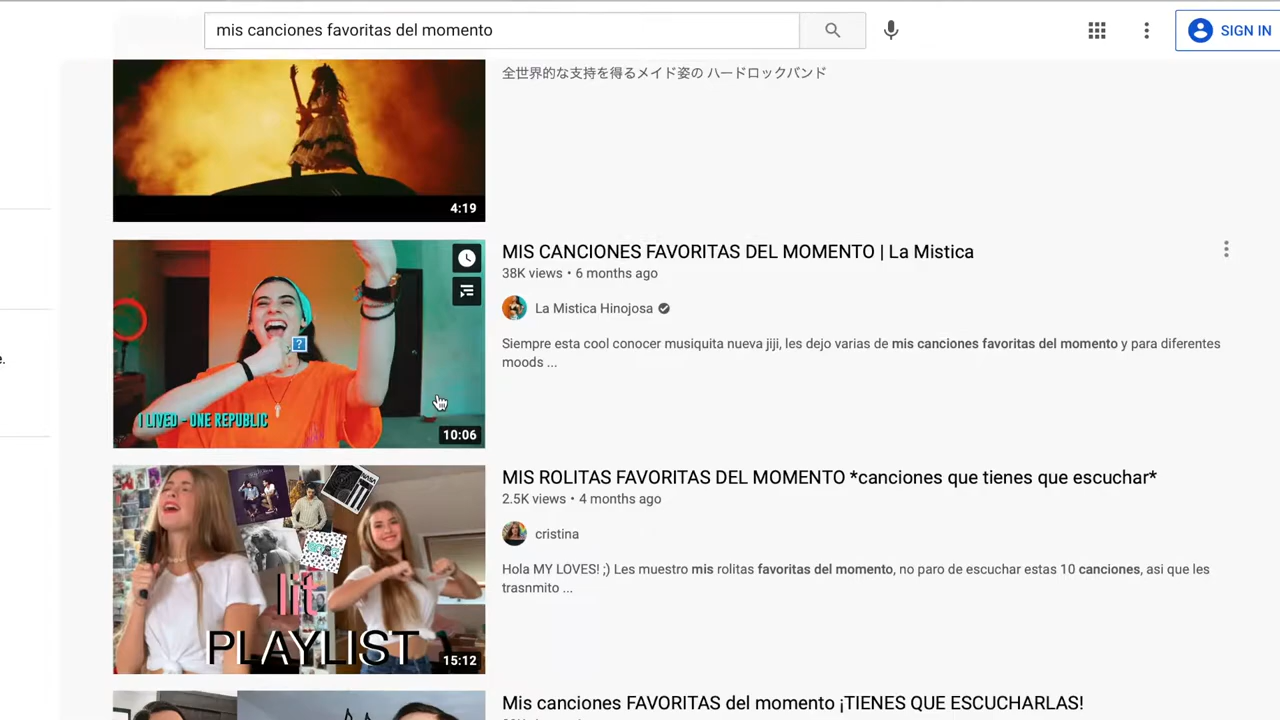 mis canciones favoritas del momento
SIGN IN
全世界的な支持を得るメイド姿の ハードロックバンド
4:19
MIS CANCIONES FAVORITAS DEL MOMENTO | La Mistica
38K views • 6 months ago
La Mistica Hinojosa
Siempre esta cool conocer musiquita nueva jiji, les dejo varias de mis canciones favoritas del momento y para diferentes
moods ...
I LIVED - ONE REPUBLIC
10:06
MIS ROLITAS FAVORITAS DEL MOMENTO *canciones que tienes que escuchar*
2.5K views • 4 months ago
cristina
Hola MY LOVES! ;) Les muestro mis rolitas favoritas del momento, no paro de escuchar estas 10 canciones, asi que les
trasnmito ...
lit
PLAYLIST
15:12
Mis canciones FAVORITAS del momento ¡TIENES QUE ESCUCHARLAS!